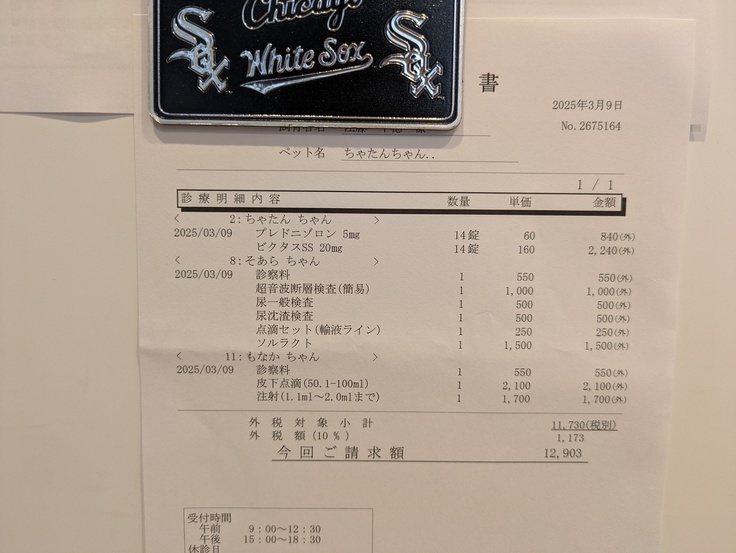 Chicago
Sox White Sox Sox
書
2025年3月9日
No.2675164
ペット名 ちゃたんちゃん..
1 / 1
診療明細内容 数量 単価 金額
< 2:ちゃたん ちゃん >
2025/03/09 プレドニゾロン 5mg 14錠 60 840(外)
ビクタスSS 20mg 14錠 160 2,240(外)
< 8:そあら ちゃん >
2025/03/09 診察料 1 550 550(外)
超音波断層検査(簡易) 1 1,000 1,000(外)
尿一般検査 1 500 500(外)
尿沈渣検査 1 500 500(外)
点滴セット(輸液ライン) 1 250 250(外)
ソルラクト 1 1,500 1,500(外)
< 11:もなか ちゃん >
2025/03/09 診察料 1 550 550(外)
皮下点滴(50.1-100ml) 1 2,100 2,100(外)
注射(1.1ml~2.0mlまで) 1 1,700 1,700(外)
外税対象小計 11,730(税別)
外税額(10%) 1,173
今回ご請求額 12,903
受付時間
午前 9:00~12:30
午後 15:00~18:30
休診日